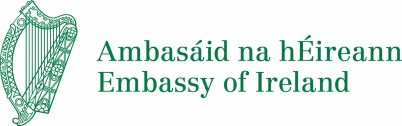 Ambasáid na hÉireann
Embassy of Ireland